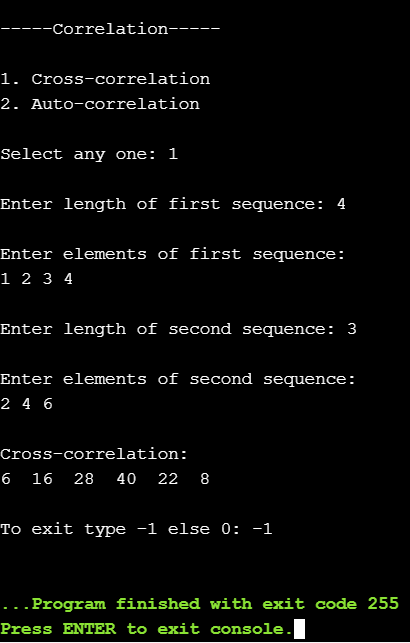 -----Correlation-----
1. Cross-correlation
2. Auto-correlation
Select any one: 1
Enter length of first sequence: 4
Enter elements of first sequence:
1 2 3 4
Enter length of second sequence: 3
Enter elements of second sequence:
2 4 6
Cross-correlation:
6  16  28  40  22  8
To exit type -1 else 0: -1
...Program finished with exit code 255
Press ENTER to exit console.